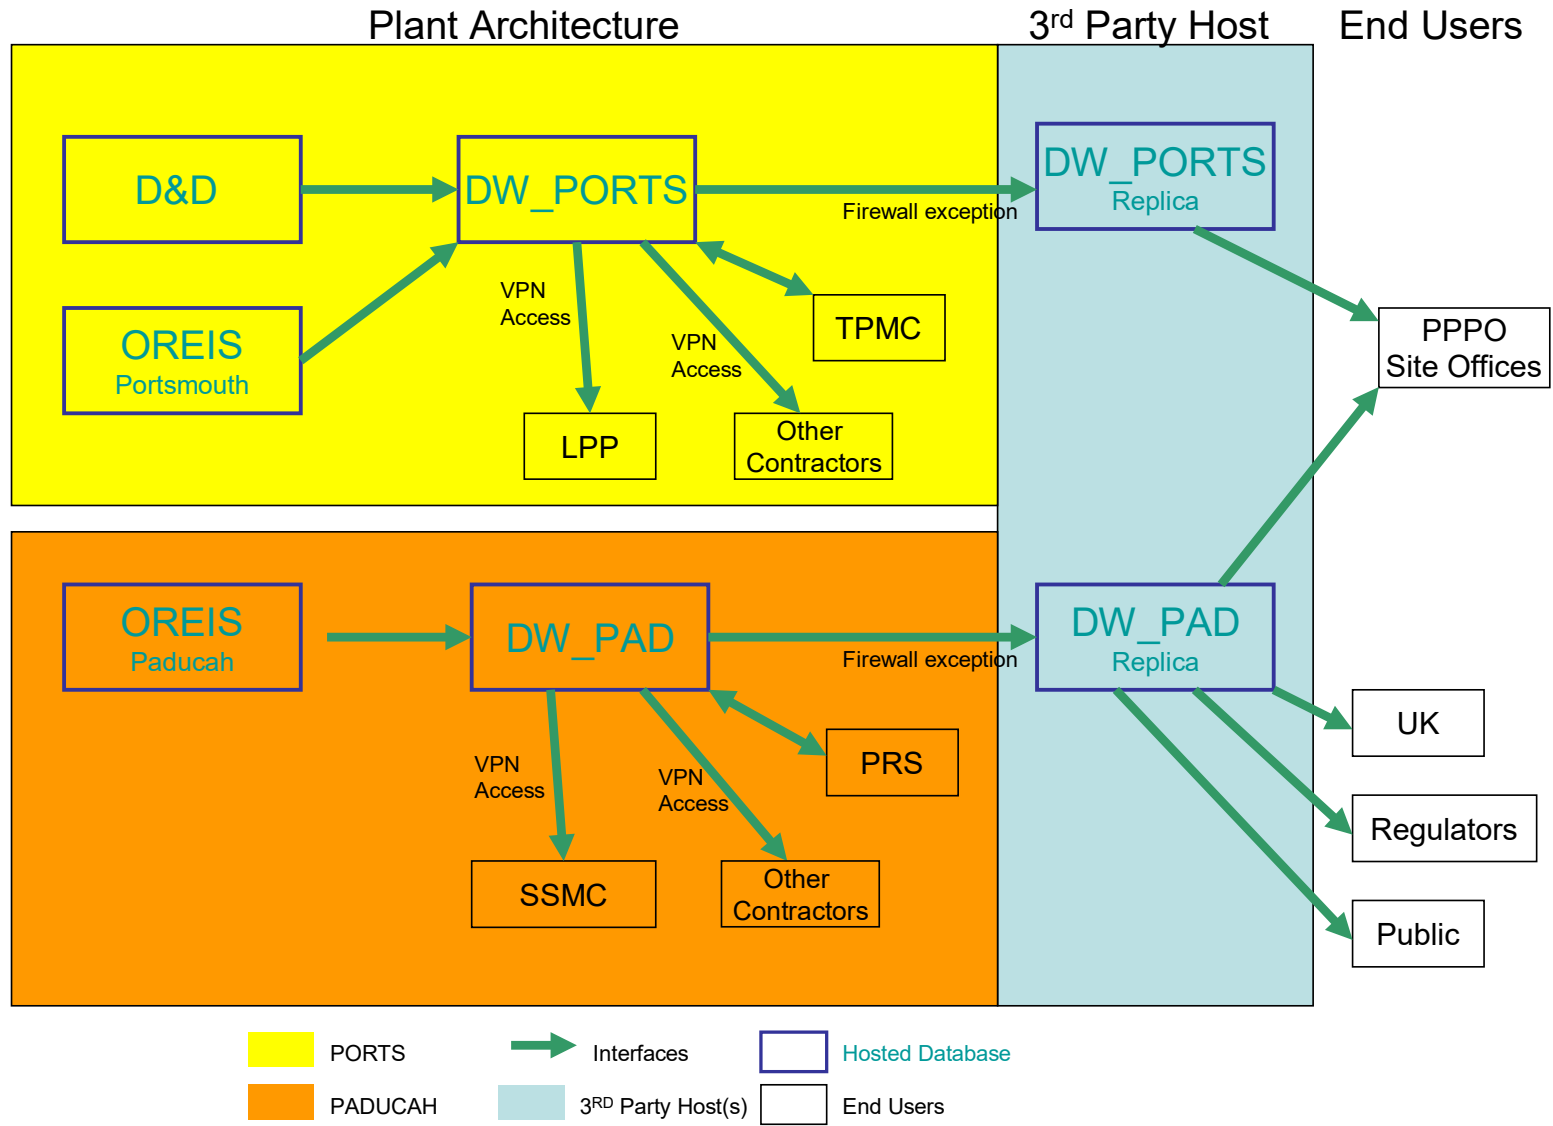 Plant Architecture
3rd Party Host
End Users
D&D
DW_PORTS
DW_PORTS
Replica
Firewall exception
OREIS
Portsmouth
VPN
Access
VPN
Access
TPMC
LPP
Other
Contractors
PPPO
Site Offices
OREIS
Paducah
DW_PAD
DW_PAD
Replica
Firewall exception
VPN
Access
VPN
Access
PRS
SSMC
Other
Contractors
UK
Regulators
Public
PORTS
Interfaces
Hosted Database
PADUCAH
3RD Party Host(s)
End Users